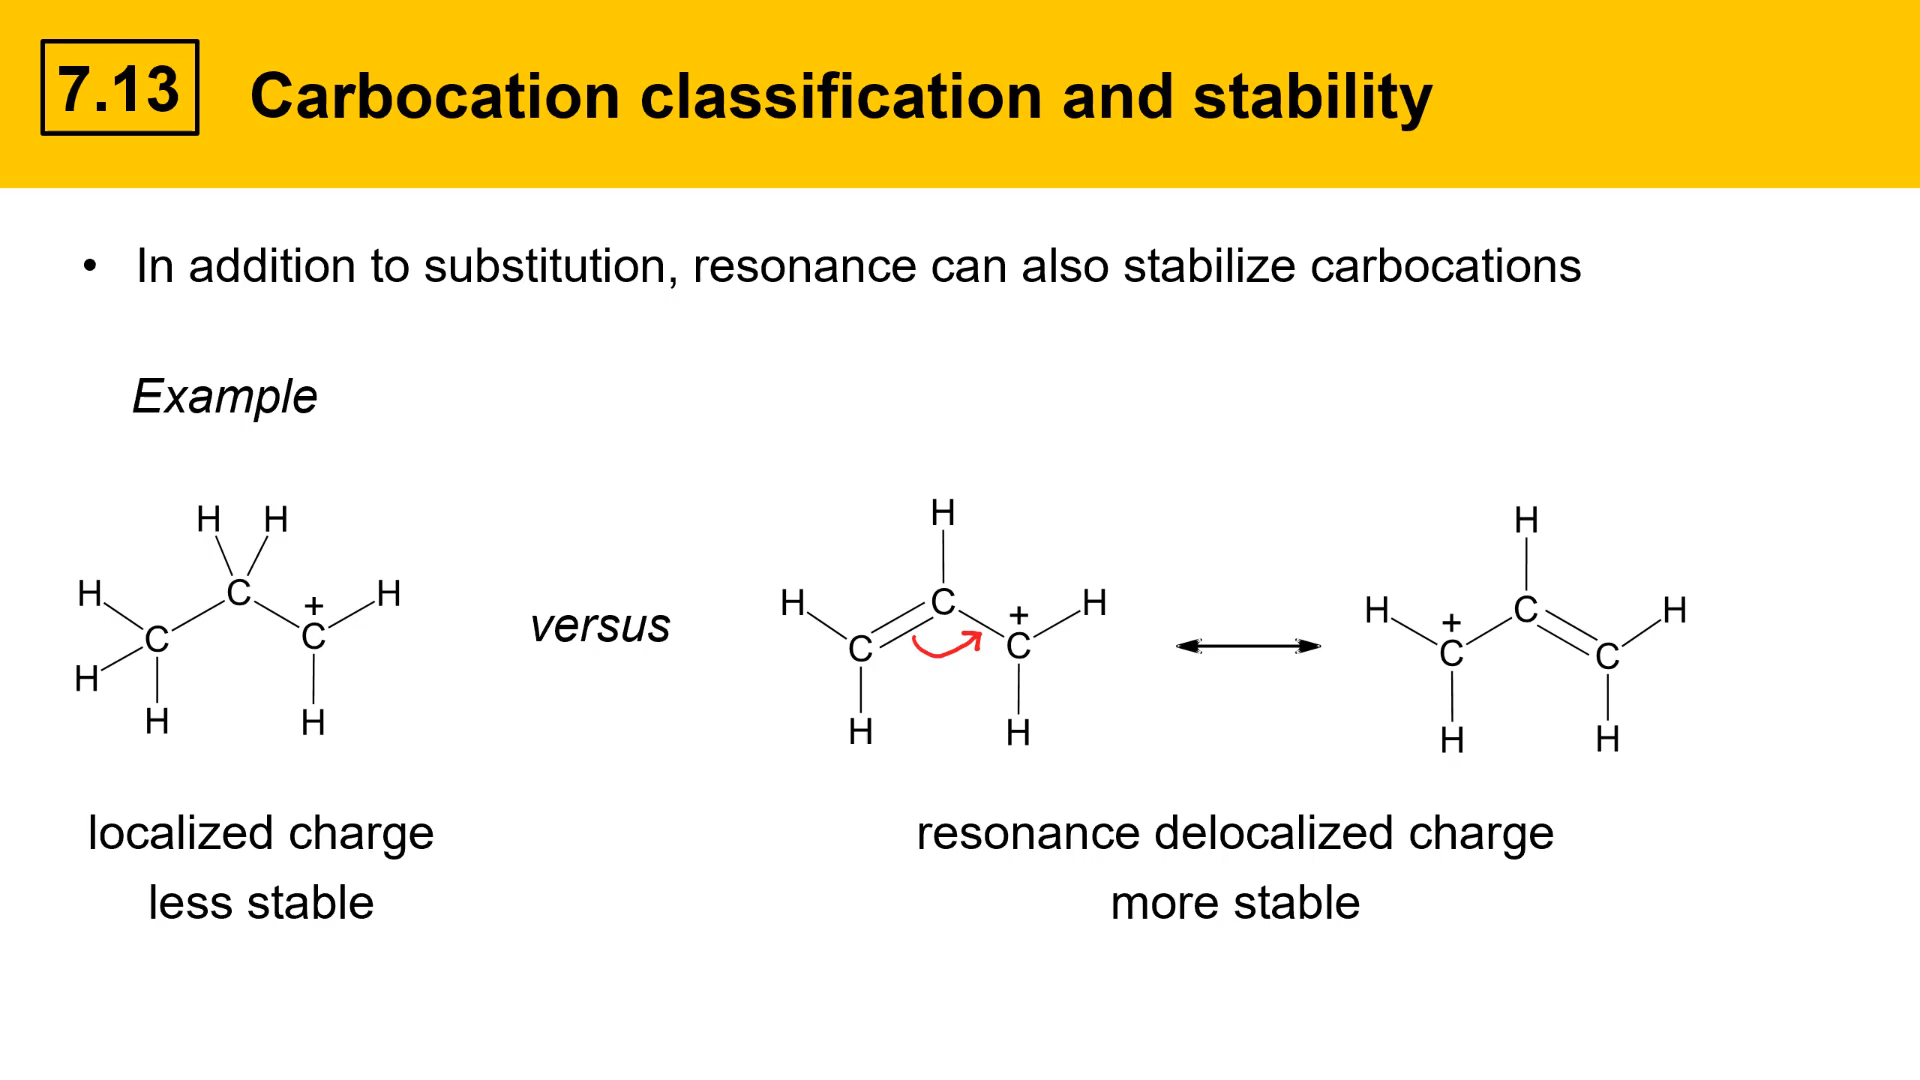 7.13
Carbocation classification and stability
• In addition to substitution, resonance can also stabilize carbocations
Example
H H
H C + H
C C
H
H H
versus
H
H C + H
C C
H H
H
H + C H
C C
H H
localized charge
less stable
resonance delocalized charge
more stable